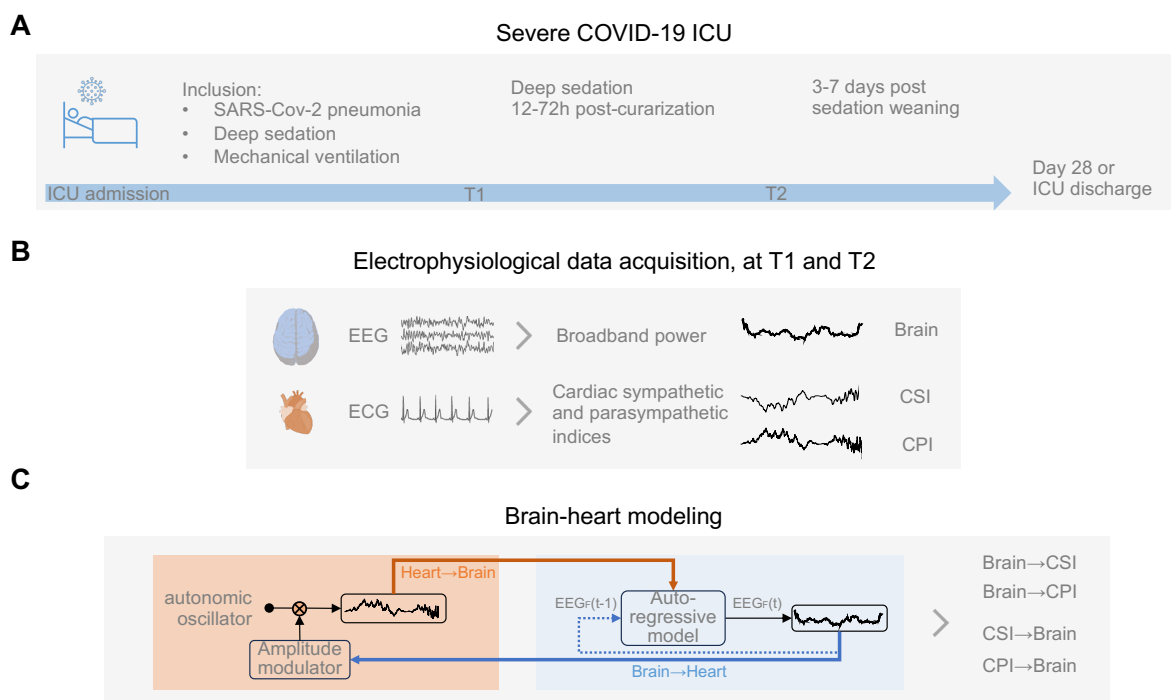 A
Severe COVID-19 ICU
Inclusion:
• SARS-Cov-2 pneumonia
• Deep sedation
• Mechanical ventilation
Deep sedation
12-72h post-curarization
3-7 days post
sedation weaning
ICU admission
T1
T2
Day 28 or
ICU discharge
B
Electrophysiological data acquisition, at T1 and T2
EEG
Broadband power
Brain
ECG
Cardiac sympathetic
and parasympathetic
indices
CSI
CPI
C
Brain-heart modeling
Heart→Brain
autonomic
oscillator
Amplitude
modulator
EEGF(t-1)
Auto-
regressive
model
EEGF(t)
Brain→Heart
Brain→CSI
Brain→CPI
CSI→Brain
CPI→Brain